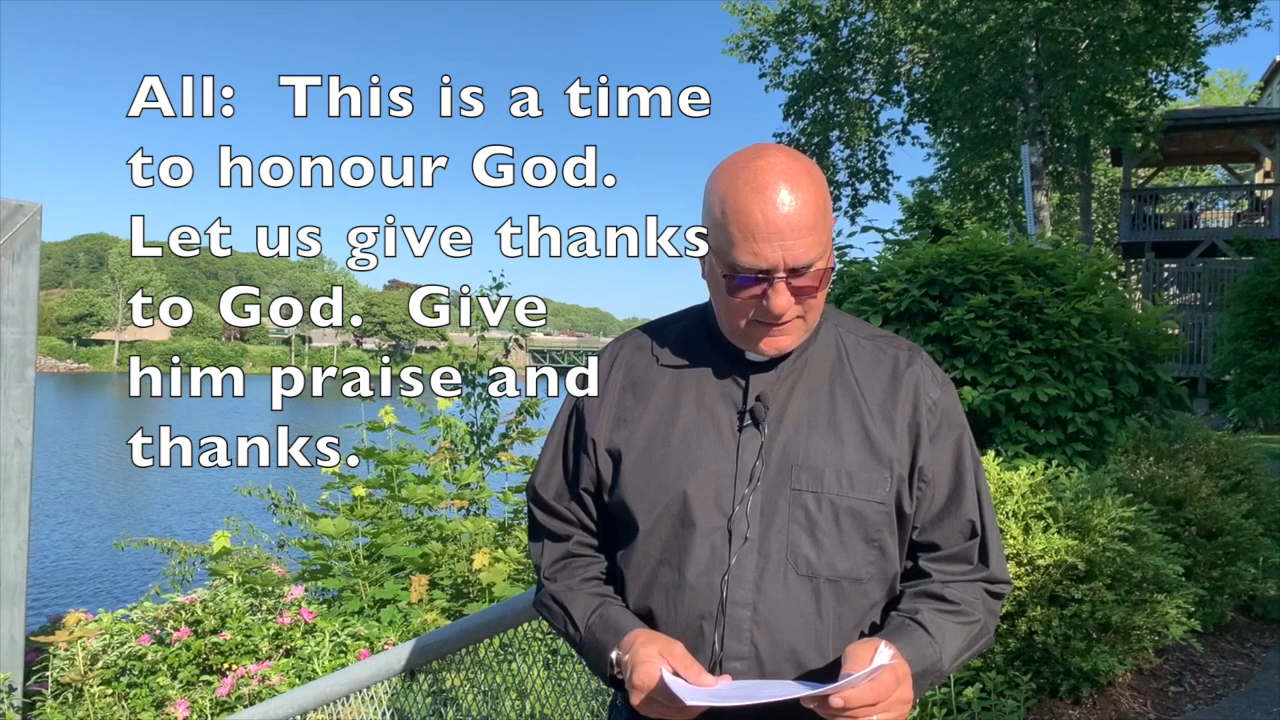 All:  This is a time
to honour God.
Let us give thanks
to God.  Give
him praise and
thanks.